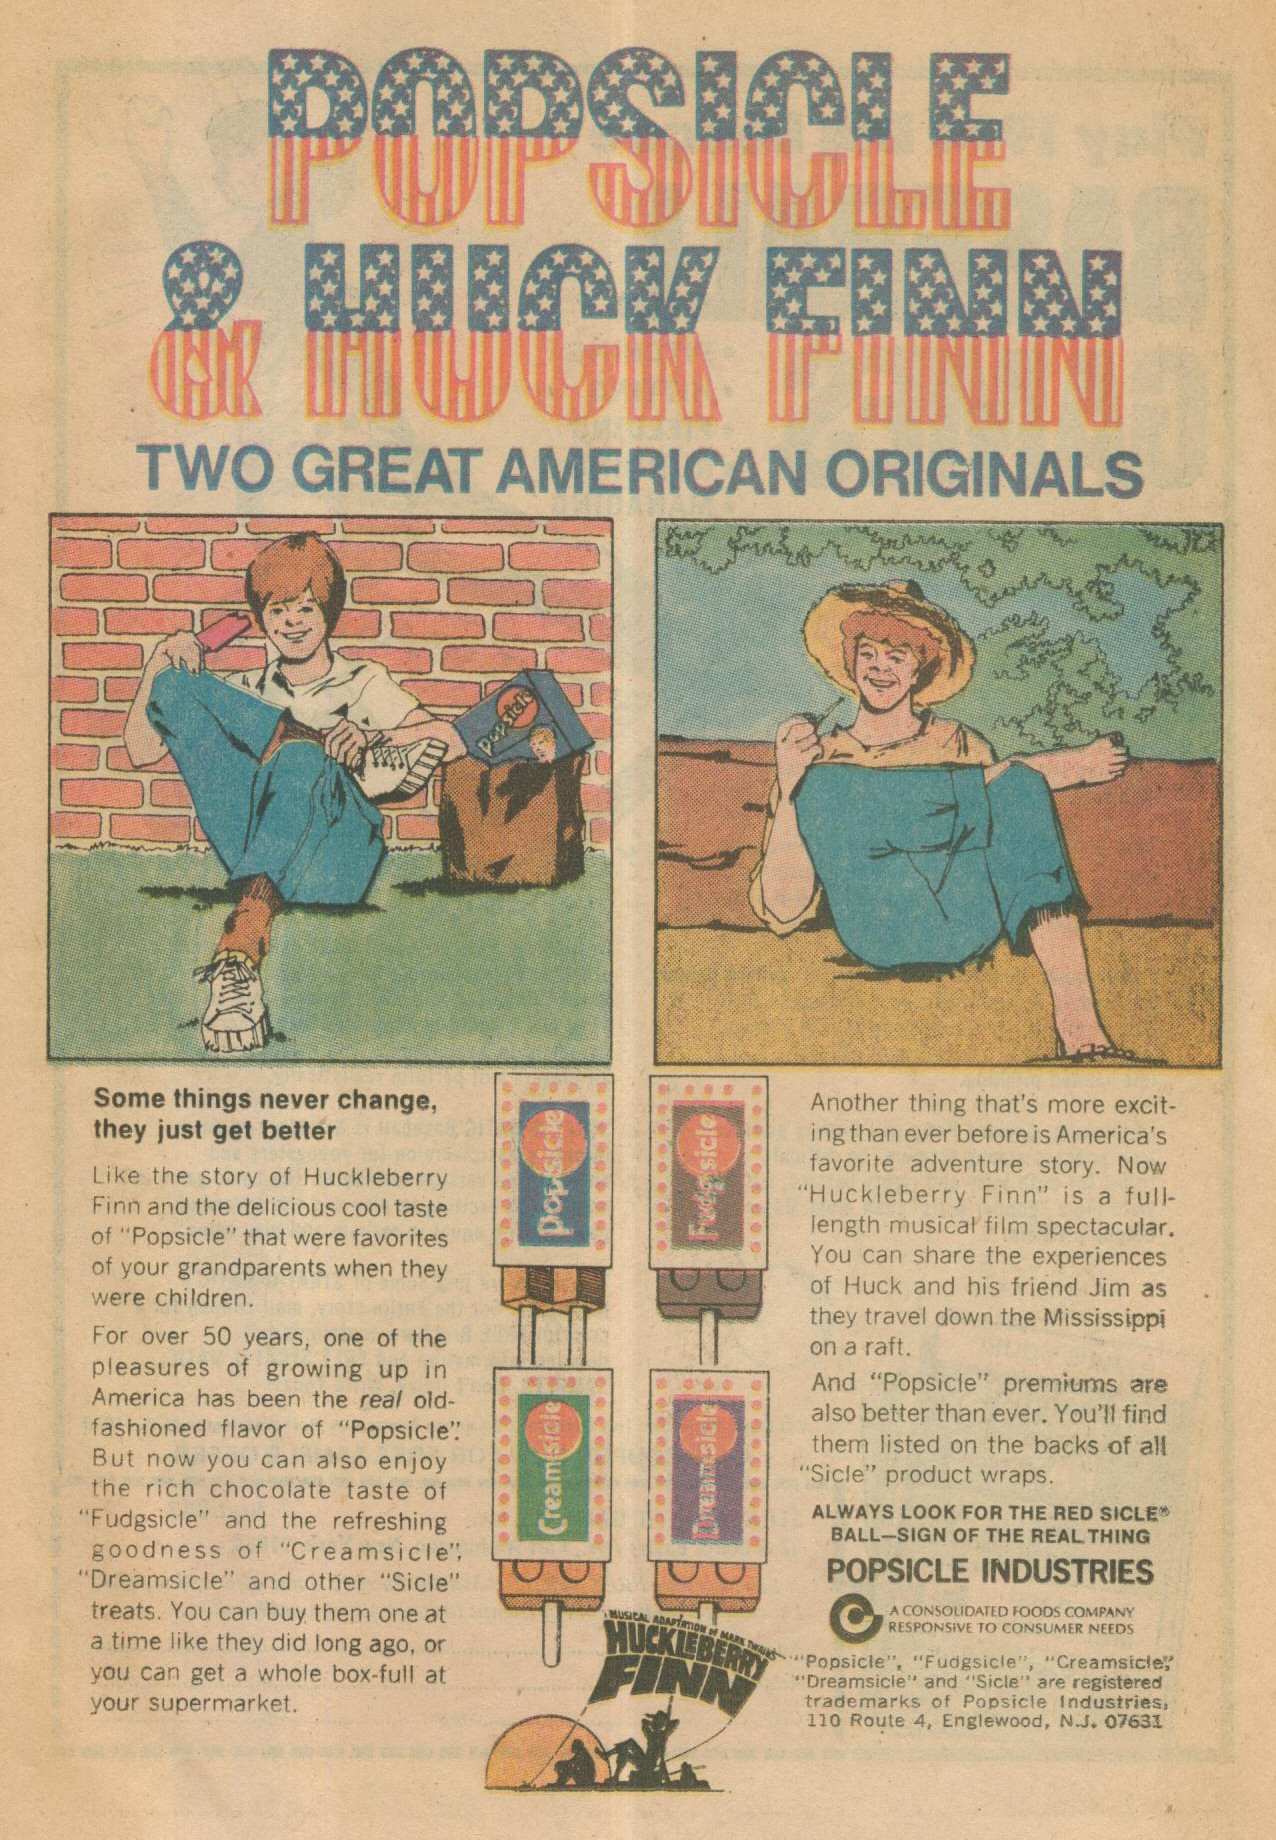 POPSICLE
& HUCK FINN
TWO GREAT AMERICAN ORIGINALS
Popsicle
Some things never change,
they just get better
Like the story of Huckleberry
Finn and the delicious cool taste
of "Popsicle" that were favorites
of your grandparents when they
were children.
For over 50 years, one of the
pleasures of growing up in
America has been the real old-
fashioned flavor of "Popsicle".
But now you can also enjoy
the rich chocolate taste of
"Fudgsicle" and the refreshing
goodness of "Creamsicle",
"Dreamsicle" and other "Sicle"
treats. You can buy them one at
a time like they did long ago, or
you can get a whole box-full at
your supermarket.
Popsicle
Fudgsicle
Creamsicle
Dreamsicle
MUSICAL ADAPTATION of MARK TWAIN'S
HUCKLEBERRY
FINN
Another thing that's more excit-
ing than ever before is America's
favorite adventure story. Now
"Huckleberry Finn" is a full-
length musical film spectacular.
You can share the experiences
of Huck and his friend Jim as
they travel down the Mississippi
on a raft.
And "Popsicle" premiums are
also better than ever. You'll find
them listed on the backs of all
"Sicle" product wraps.
ALWAYS LOOK FOR THE RED SICLE®
BALL—SIGN OF THE REAL THING
POPSICLE INDUSTRIES
A CONSOLIDATED FOODS COMPANY
RESPONSIVE TO CONSUMER NEEDS
"Popsicle", "Fudgsicle", "Creamsicle",
"Dreamsicle" and "Sicle" are registered
trademarks of Popsicle Industries,
110 Route 4, Englewood, N.J. 07631